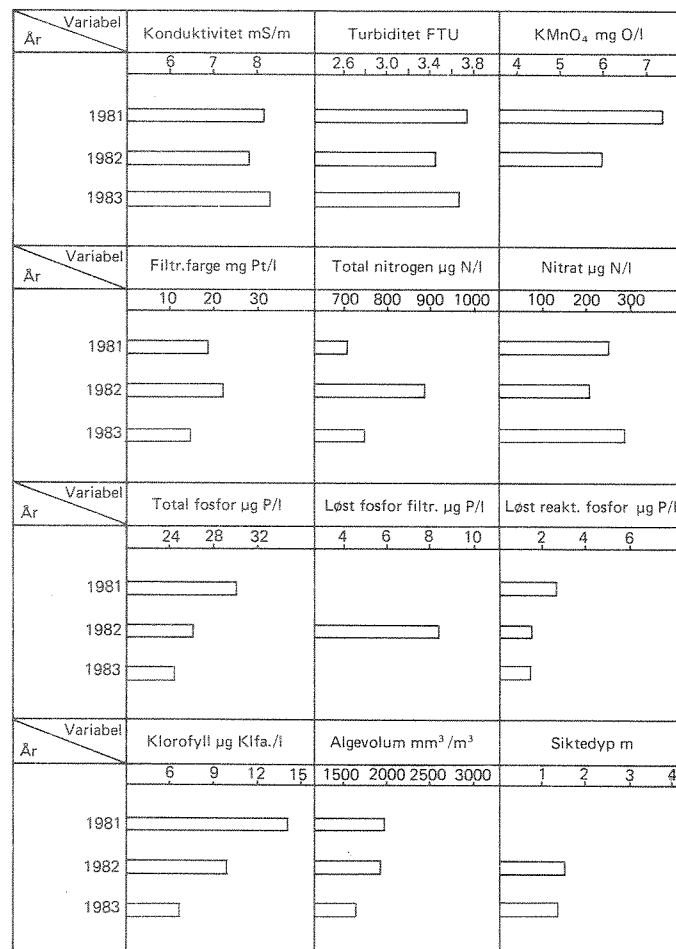 Variabel
År
Konduktivitet mS/m Turbiditet FTU KMnO₄ mg O/l
6 7 8 2.6 3.0 3.4 3.8 4 5 6 7
1981
1982
1983
Variabel
År
Filtr.farge mg Pt/l Total nitrogen µg N/l Nitrat µg N/l
10 20 30 700 800 900 1000 100 200 300
1981
1982
1983
Variabel
År
Total fosfor µg P/l Løst fosfor filtr. µg P/l Løst reakt. fosfor µg P/l
24 28 32 4 6 8 10 2 4 6
1981
1982
1983
Variabel
År
Klorofyll µg Klfa./l Algevolum mm³/m³ Siktedyp m
6 9 12 15 1500 2000 2500 3000 1 2 3 4
1981
1982
1983